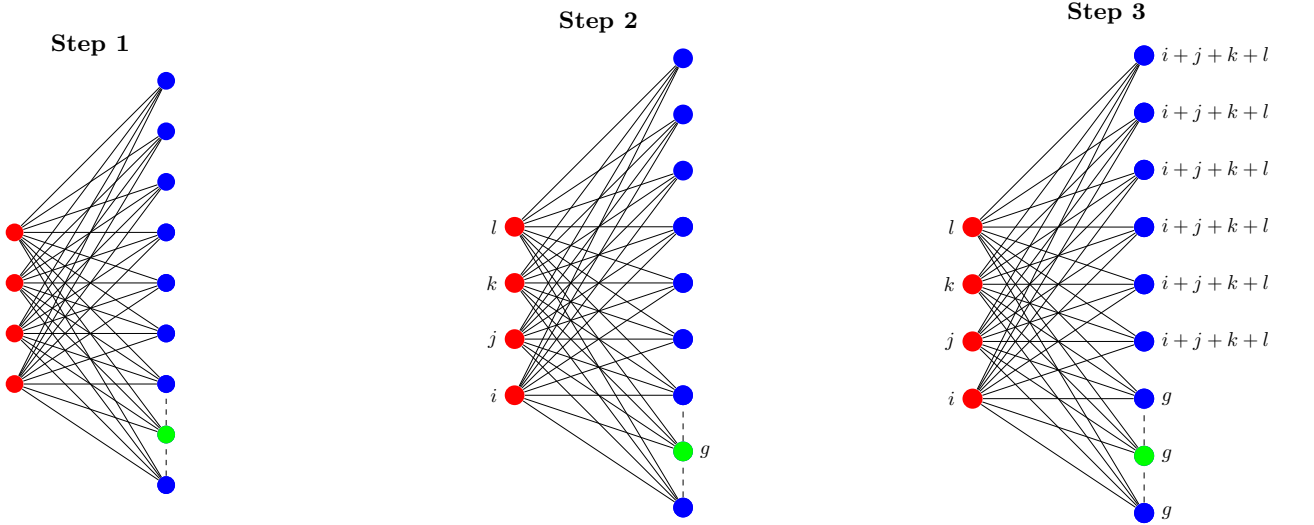 Step 1
Step 2
l
k
j
i
g
Step 3
i + j + k + l
i + j + k + l
i + j + k + l
l
i + j + k + l
k
i + j + k + l
j
i + j + k + l
i
g
g
g